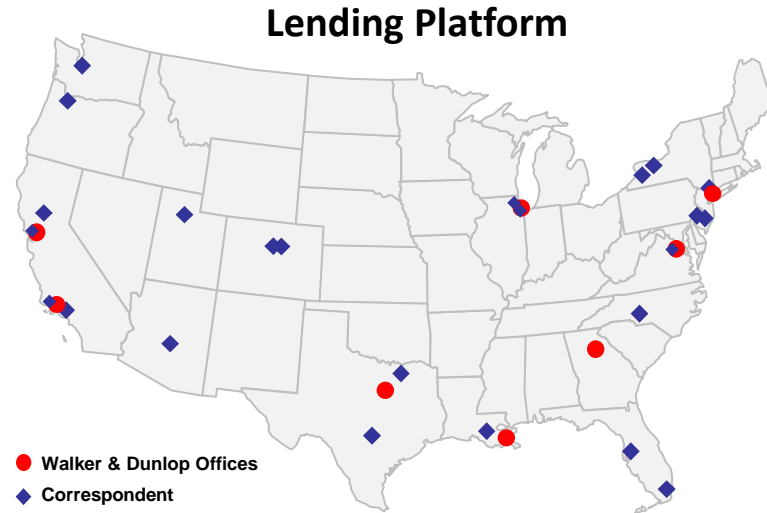 Lending Platform
Walker & Dunlop Offices
Correspondent